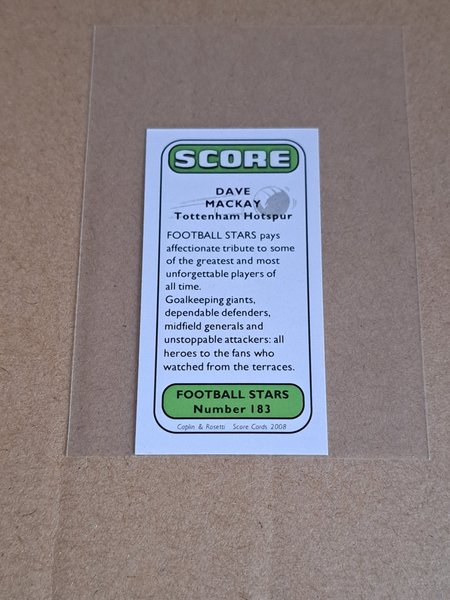 SCORE
DAVE
MACKAY
Tottenham Hotspur
FOOTBALL STARS pays
affectionate tribute to some
of the greatest and most
unforgettable players of
all time.
Goalkeeping giants,
dependable defenders,
midfield generals and
unstoppable attackers: all
heroes to the fans who
watched from the terraces.
FOOTBALL STARS
Number 183
Caplin & Rosetti Score Cards 2008